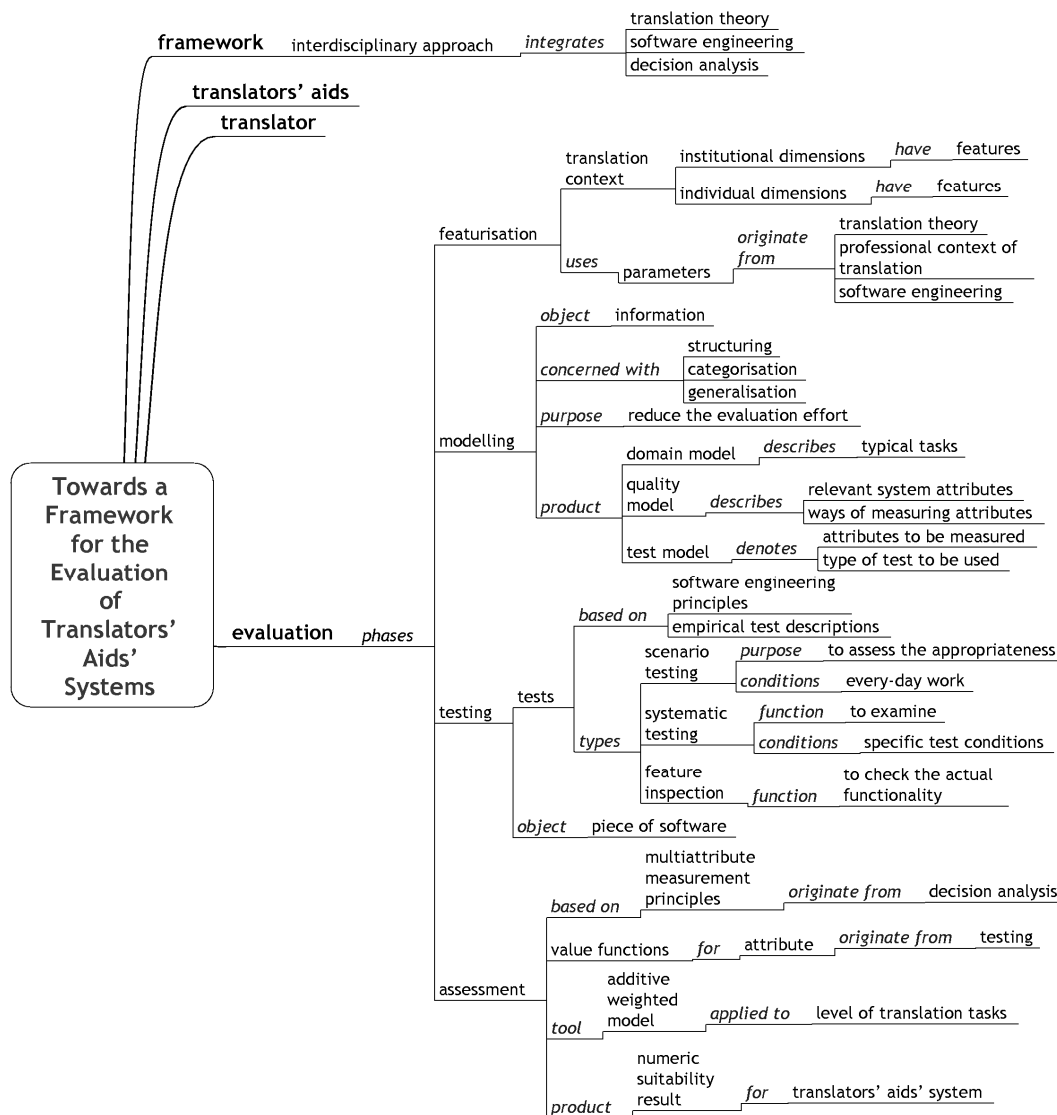 framework interdisciplinary approach integrates
translation theory
software engineering
decision analysis
translators' aids
translator
Towards a
Framework
for the
Evaluation
of
Translators'
Aids'
Systems
evaluation phases
featurisation
translation
context
institutional dimensions have features
individual dimensions have features
uses parameters
originate
from
translation theory
professional context of
translation
software engineering
modelling
object information
concerned with
structuring
categorisation
generalisation
purpose reduce the evaluation effort
product
domain model describes typical tasks
quality
model describes
relevant system attributes
ways of measuring attributes
test model denotes
attributes to be measured
type of test to be used
testing
tests
based on
software engineering
principles
empirical test descriptions
types
scenario
testing
purpose to assess the appropriateness
conditions every-day work
systematic
testing
function to examine
conditions specific test conditions
feature
inspection function
to check the actual
functionality
object piece of software
assessment
based on
multiattribute
measurement
principles
originate from decision analysis
value functions for attribute originate from testing
tool
additive
weighted
model
applied to level of translation tasks
product
numeric
suitability
result
for translators' aids' system